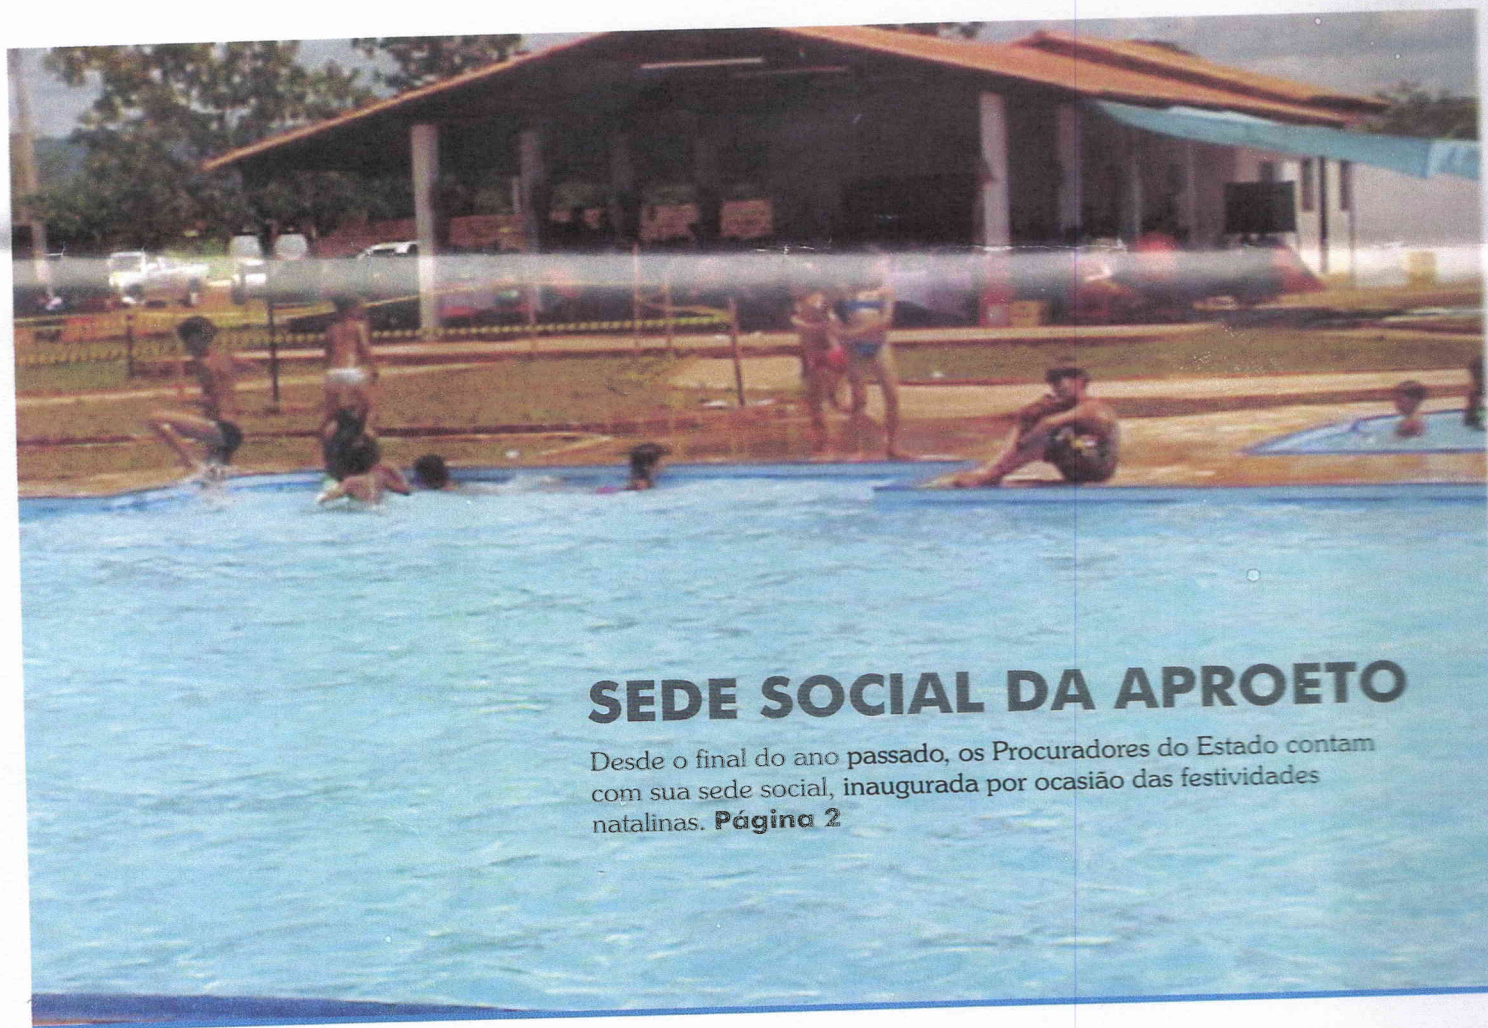 SEDE SOCIAL DA APROETO
Desde o final do ano passado, os Procuradores do Estado contam
com sua sede social, inaugurada por ocasião das festividades
natalinas. Página 2